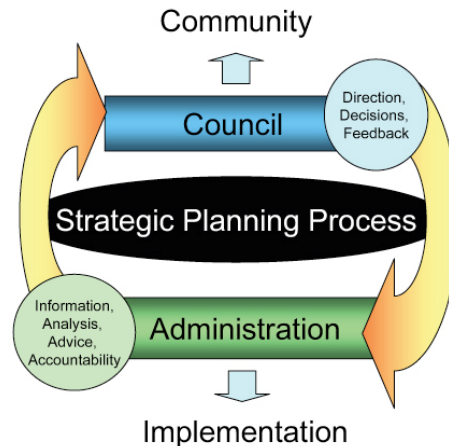 Community
Direction,
Decisions,
Feedback
Council
Strategic Planning Process
Information,
Analysis,
Advice,
Accountability
Administration
Implementation